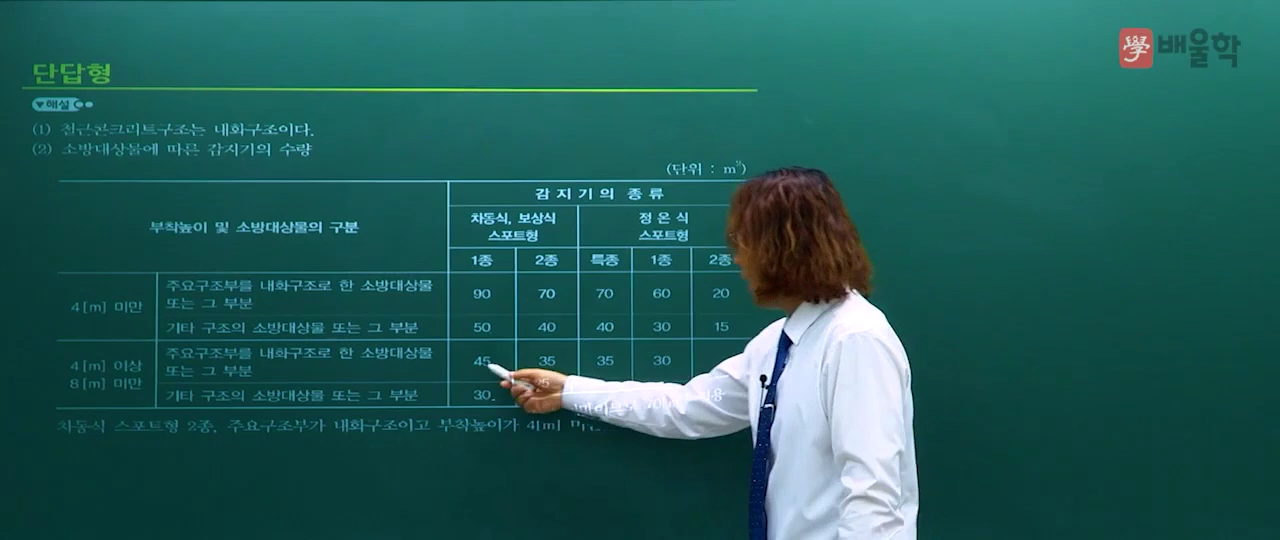 學 배울학
단답형
▼해설
(1) 철근콘크리트구조는 내화구조이다.
(2) 소방대상물에 따른 감지기의 수량
(단위 : m²)
부착높이 및 소방대상물의 구분
감 지 기 의 종 류
차동식, 보상식 스포트형
정 온 식 스포트형
1종 2종 특종 1종 2종
4[m] 미만
주요구조부를 내화구조로 한 소방대상물 또는 그 부분
90 70 70 60 20
기타 구조의 소방대상물 또는 그 부분
50 40 40 30 15
4[m] 이상 8[m] 미만
주요구조부를 내화구조로 한 소방대상물 또는 그 부분
45 35 35 30
기타 구조의 소방대상물 또는 그 부분
30
차동식 스포트형 2종, 주요구조부가 내화구조이고 부착높이가 4[m]